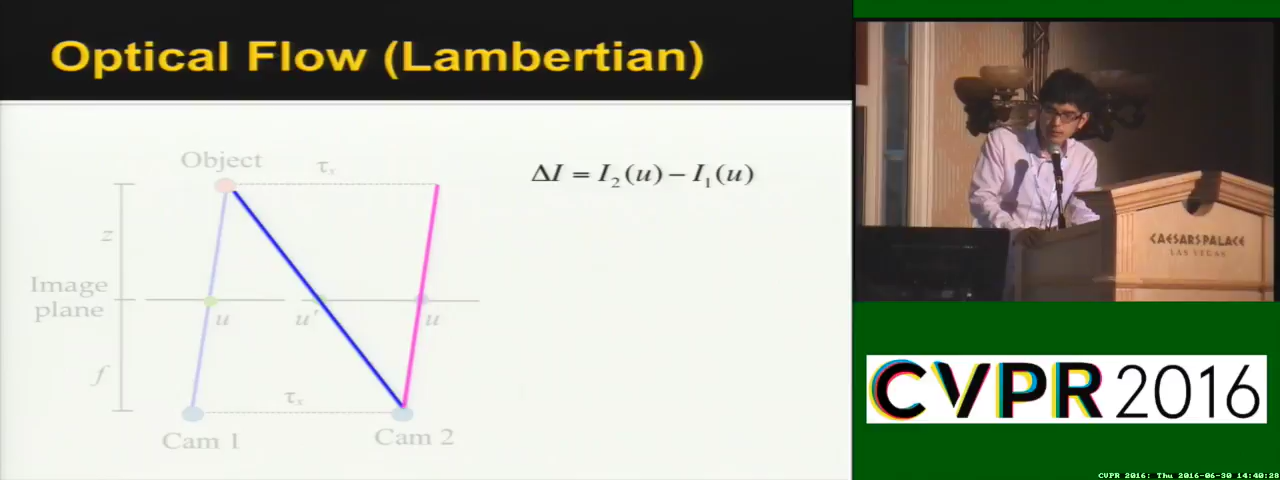 Optical Flow (Lambertian)
Object
τₓ
ΔI = I₂(u) − I₁(u)
z
Image
plane
u
u'
u
f
τₓ
Cam 1
Cam 2
CAESARS PALACE
LAS VEGAS
CVPR 2016
CVPR 2016: Thu 2016-06-30 14:40:28